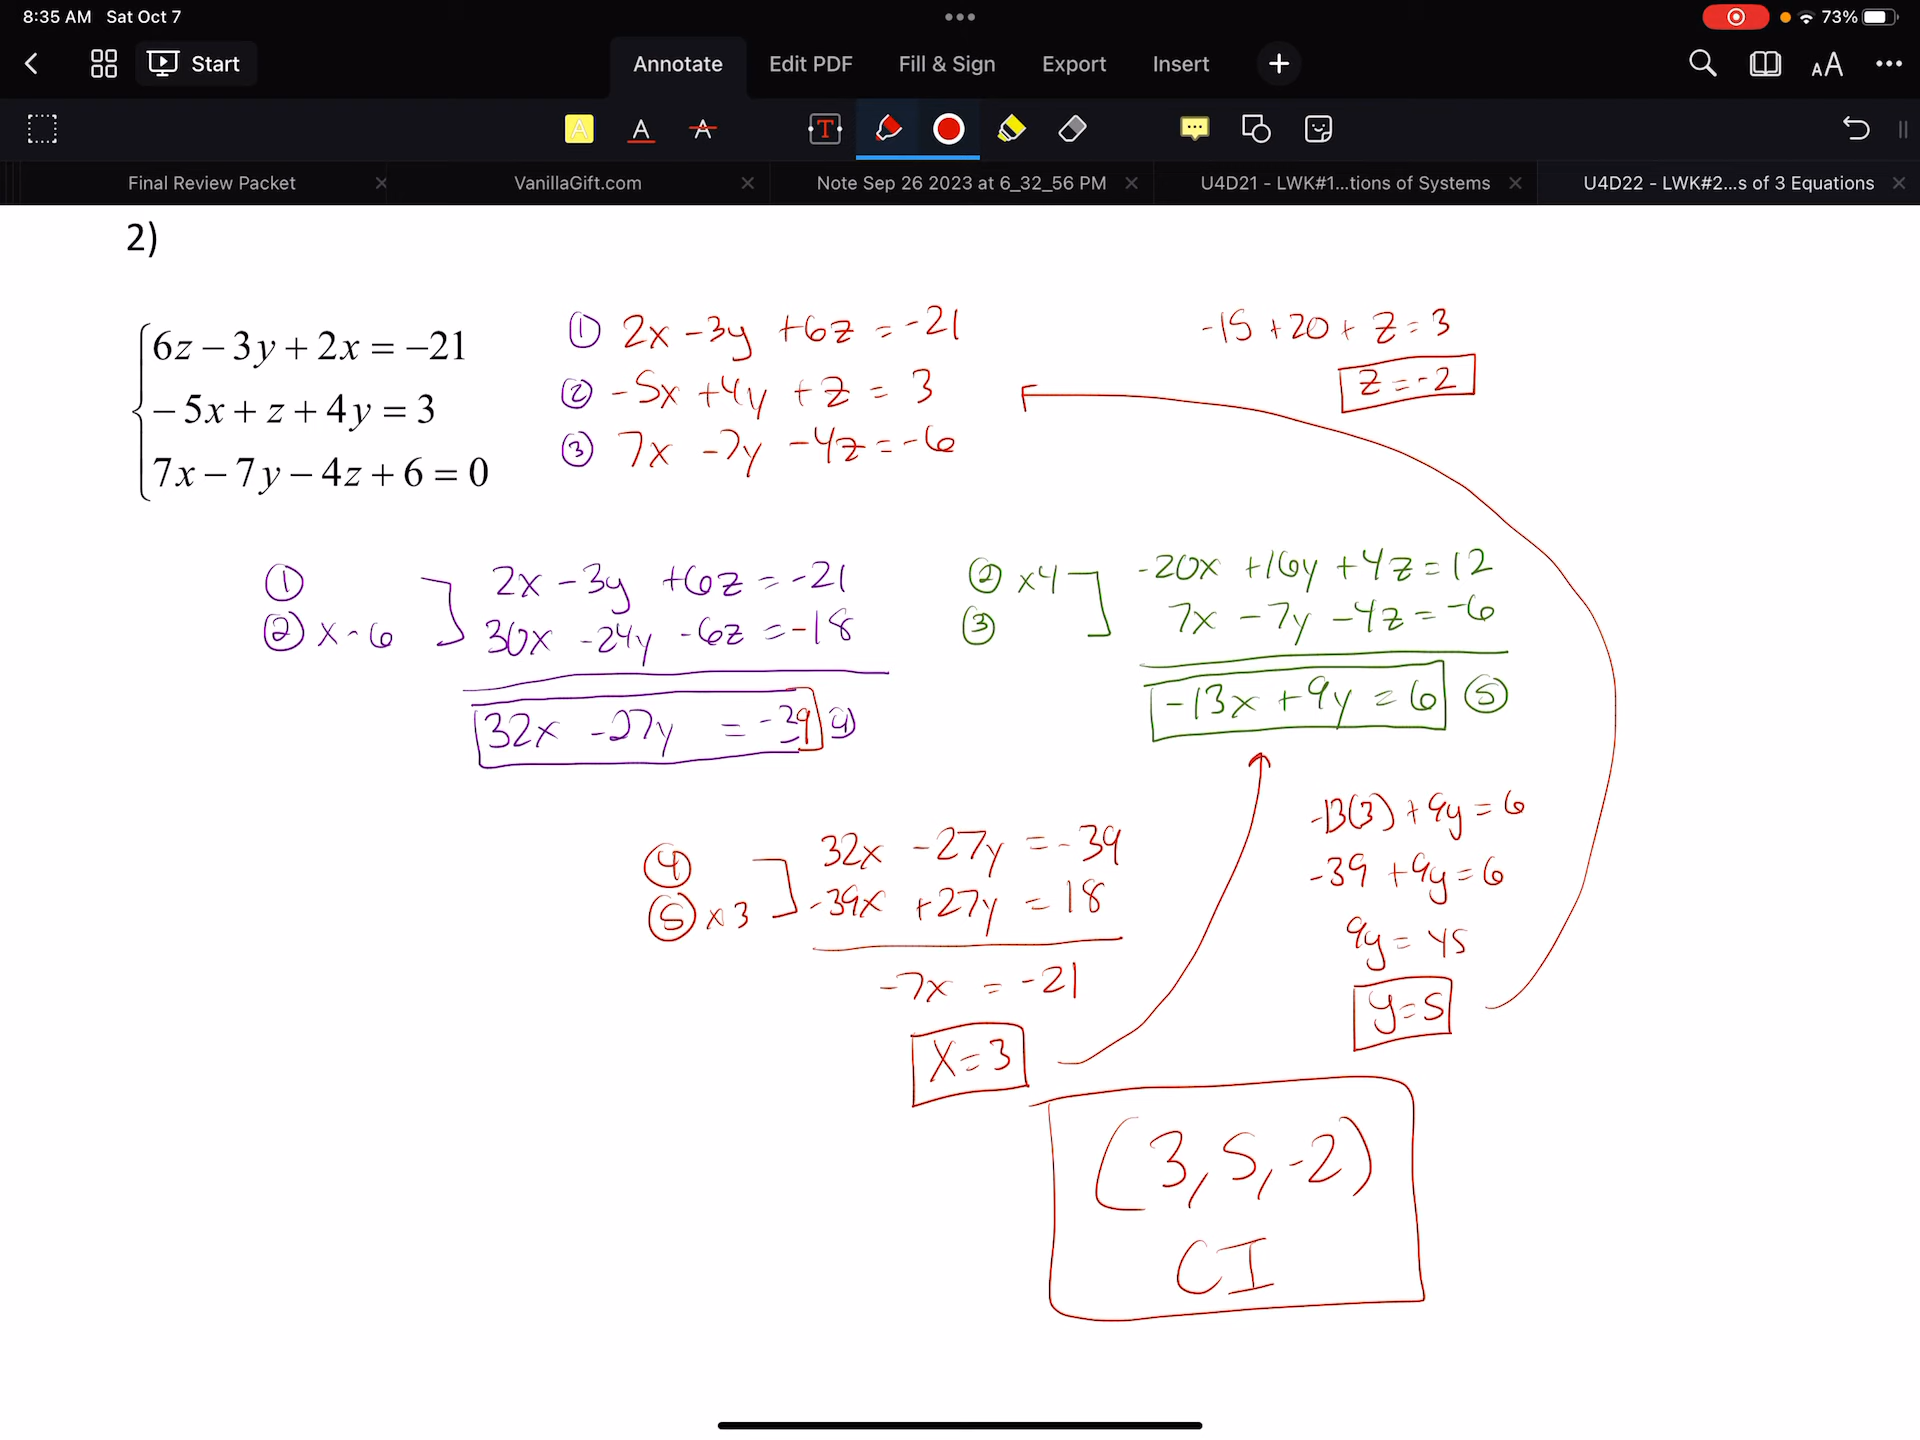 8:35 AM Sat Oct 7
73%
Start
Annotate
Edit PDF
Fill & Sign
Export
Insert
Final Review Packet
VanillaGift.com
Note Sep 26 2023 at 6_32_56 PM
U4D21 - LWK#1...tions of Systems
U4D22 - LWK#2...s of 3 Equations
2)
6z − 3y + 2x = −21
− 5x + z + 4y = 3
7x − 7y − 4z + 6 = 0
① 2x -3y +6z = -21
② -5x +4y +z = 3
③ 7x -7y -4z = -6
-15 +20 + z = 3
z = -2
①
② x -6
2x -3y +6z = -21
30x -24y -6z = -18
32x -27y = -39 ④
② x4
③
-20x +16y +4z = 12
7x -7y -4z = -6
-13x +9y = 6 ⑤
④
⑤ x3
32x -27y = -39
-39x +27y = 18
-7x = -21
x = 3
-13(3) + 9y = 6
-39 + 9y = 6
9y = 45
y = 5
(3, 5, -2)
CI